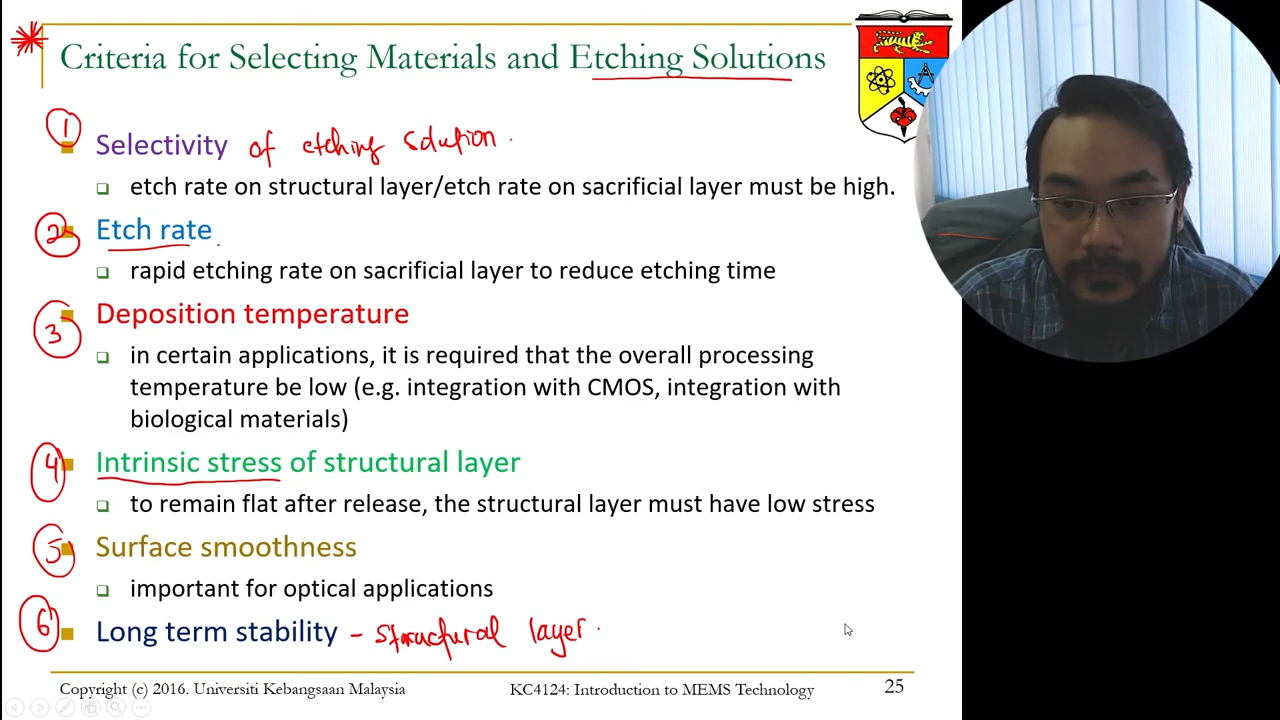 Criteria for Selecting Materials and Etching Solutions
1
Selectivity of etching solution.
etch rate on structural layer/etch rate on sacrificial layer must be high.
2 Etch rate
rapid etching rate on sacrificial layer to reduce etching time
3 Deposition temperature
in certain applications, it is required that the overall processing
temperature be low (e.g. integration with CMOS, integration with
biological materials)
4 Intrinsic stress of structural layer
to remain flat after release, the structural layer must have low stress
5 Surface smoothness
important for optical applications
6 Long term stability - structural layer.
Copyright (c) 2016. Universiti Kebangsaan Malaysia KC4124: Introduction to MEMS Technology 25